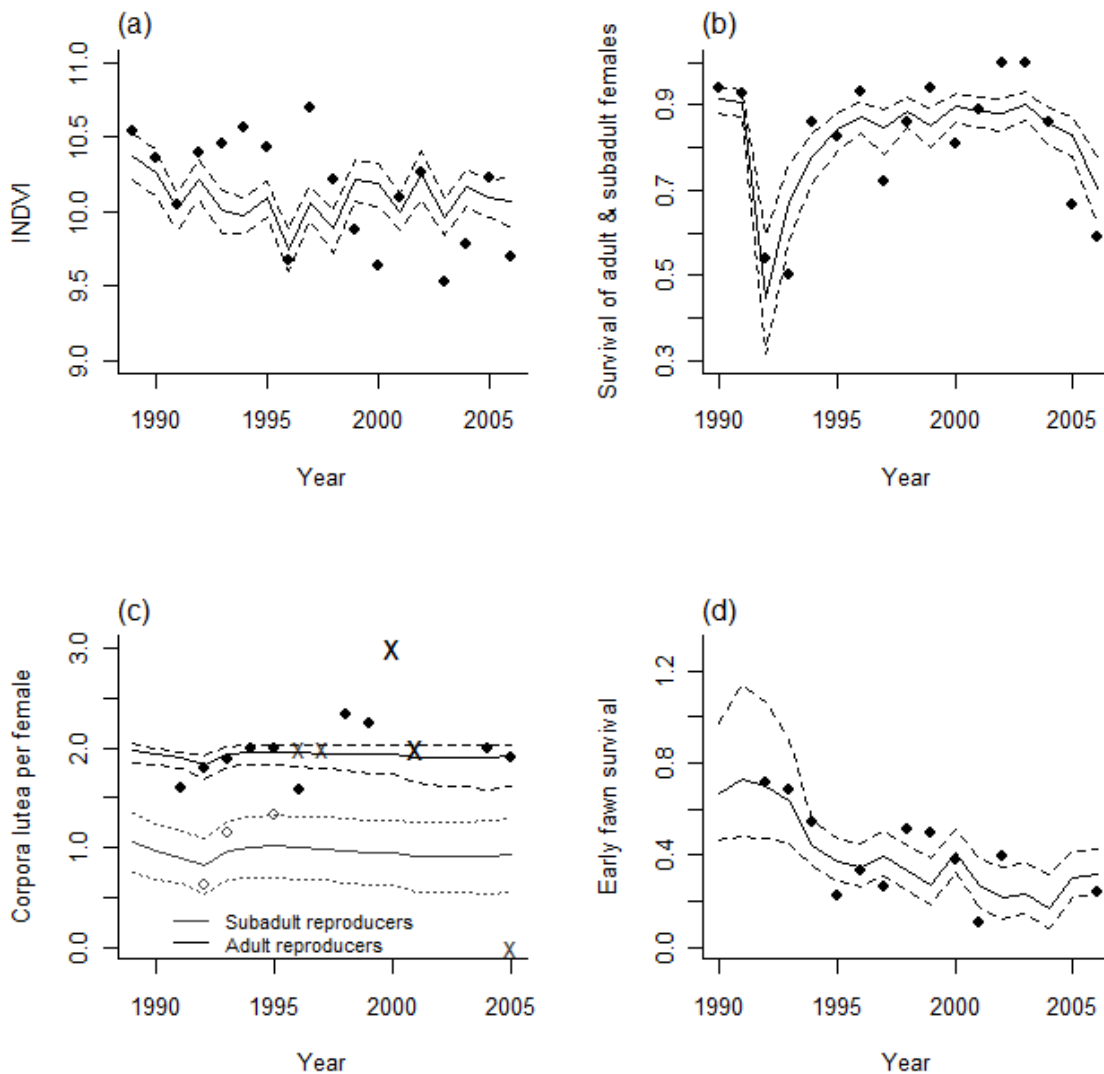 (a)
INDVI
11.0
10.5
10.0
9.5
9.0
1990
1995
2000
2005
Year
(b)
Survival of adult & subadult females
0.9
0.7
0.5
0.3
1990
1995
2000
2005
Year
(c)
Corpora lutea per female
3.0
2.0
1.0
0.0
X
X
X
X
X
Subadult reproducers
Adult reproducers
1990
1995
2000
2005
Year
(d)
Early fawn survival
1.2
0.8
0.4
0.0
1990
1995
2000
2005
Year